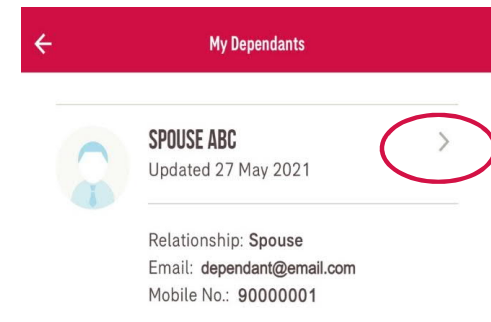 My Dependants
SPOUSE ABC
Updated 27 May 2021
Relationship: Spouse
Email: dependant@email.com
Mobile No.: 90000001